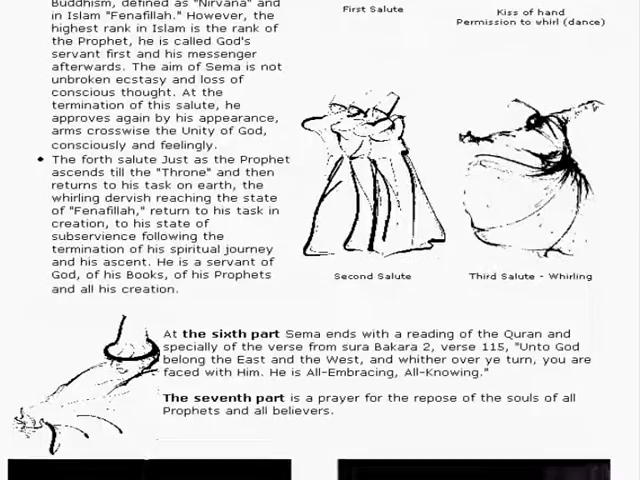 Buddhism, defined as "Nirvana" and
in Islam "Fenafillah." However, the
highest rank in Islam is the rank of
the Prophet, he is called God's
servant first and his messenger
afterwards. The aim of Sema is not
unbroken ecstasy and loss of
conscious thought. At the
termination of this salute, he
approves again by his appearance,
arms crosswise the Unity of God,
consciously and feelingly.
• The forth salute Just as the Prophet
ascends till the "Throne" and then
returns to his task on earth, the
whirling dervish reaching the state
of "Fenafillah," return to his task in
creation, to his state of
subservience following the
termination of his spiritual journey
and his ascent. He is a servant of
God, of his Books, of his Prophets
and all his creation.
First Salute
Kiss of hand
Permission to whirl (dance)
Second Salute
Third Salute - Whirling
At the sixth part Sema ends with a reading of the Quran and
specially of the verse from sura Bakara 2, verse 115, "Unto God
belong the East and the West, and whither over ye turn, you are
faced with Him. He is All-Embracing, All-Knowing."
The seventh part is a prayer for the repose of the souls of all
Prophets and all believers.